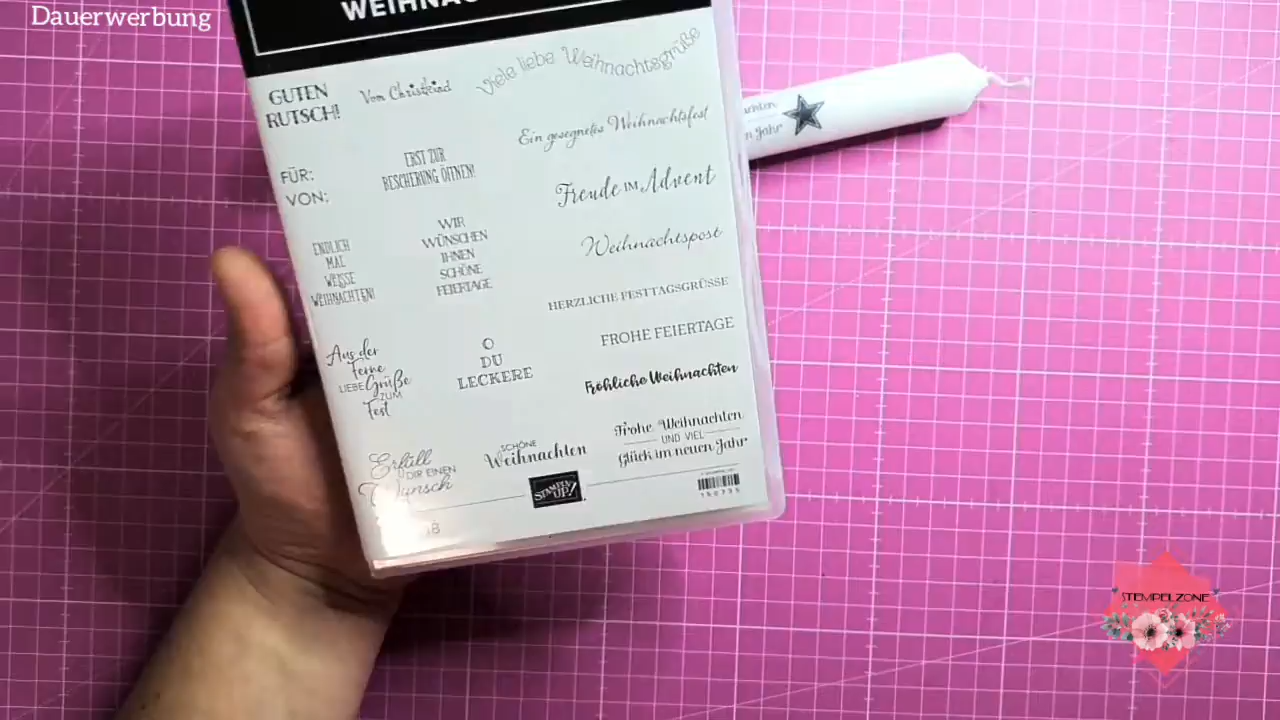 Dauerwerbung
WEIHNAC
GUTEN
RUTSCH!
Vom Christkind
Viele liebe Weihnachtsgrüße
Ein gesegnetes Weihnachtsfest
FÜR:
VON:
ERST ZUR
BESCHERUNG ÖFFNEN!
Freude IM Advent
ENDLICH
MAL
WEISSE
WEIHNACHTEN!
WIR
WÜNSCHEN
IHNEN
SCHÖNE
FEIERTAGE
Weihnachtspost
HERZLICHE FESTTAGSGRÜSSE
FROHE FEIERTAGE
Aus der
Ferne
LIEBE Grüße
ZUM
Fest
O
DU
LECKERE
Fröhliche Weihnachten
Frohe Weihnachten
UND VIEL
Glück im neuen Jahr
Erfüll
DIR EINEN
Wunsch
SCHÖNE
Weihnachten
STAMPIN'
UP!
150795
achten
n Jahr
STEMPELZONE